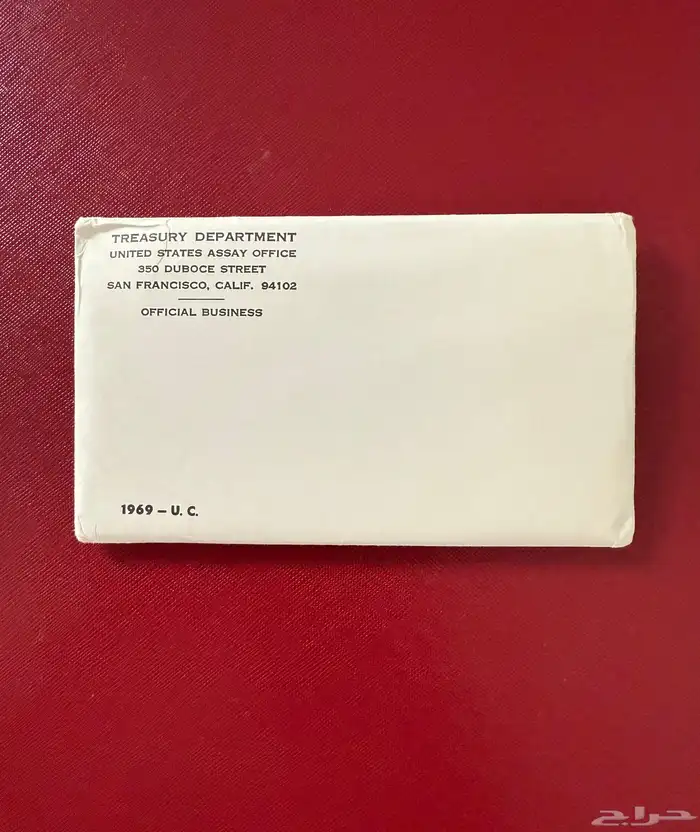 TREASURY DEPARTMENT
UNITED STATES ASSAY OFFICE
350 DUBOCE STREET
SAN FRANCISCO, CALIF. 94102
OFFICIAL BUSINESS
1969 – U. C.
حراج